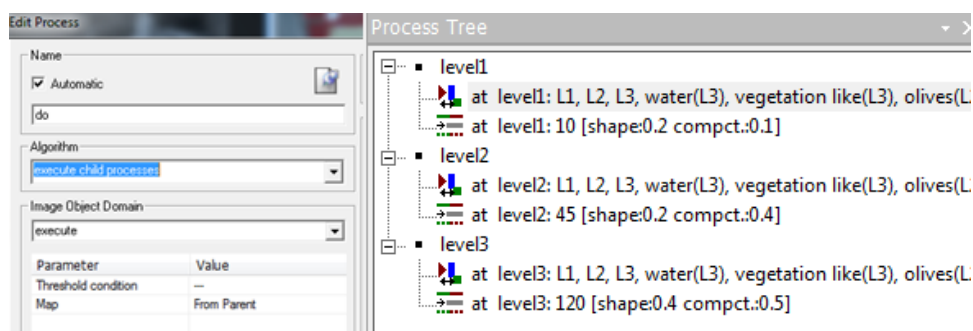 Edit Process
Name
Automatic
do
Algorithm
execute child processes
Image Object Domain
execute
Parameter Value
Threshold condition ---
Map From Parent
Process Tree
level1
at level1: L1, L2, L3, water(L3), vegetation like(L3), olives(L
at level1: 10 [shape:0.2 compct.:0.1]
level2
at level2: L1, L2, L3, water(L3), vegetation like(L3), olives(L
at level2: 45 [shape:0.2 compct.:0.4]
level3
at level3: L1, L2, L3, water(L3), vegetation like(L3), olives(L
at level3: 120 [shape:0.4 compct.:0.5]